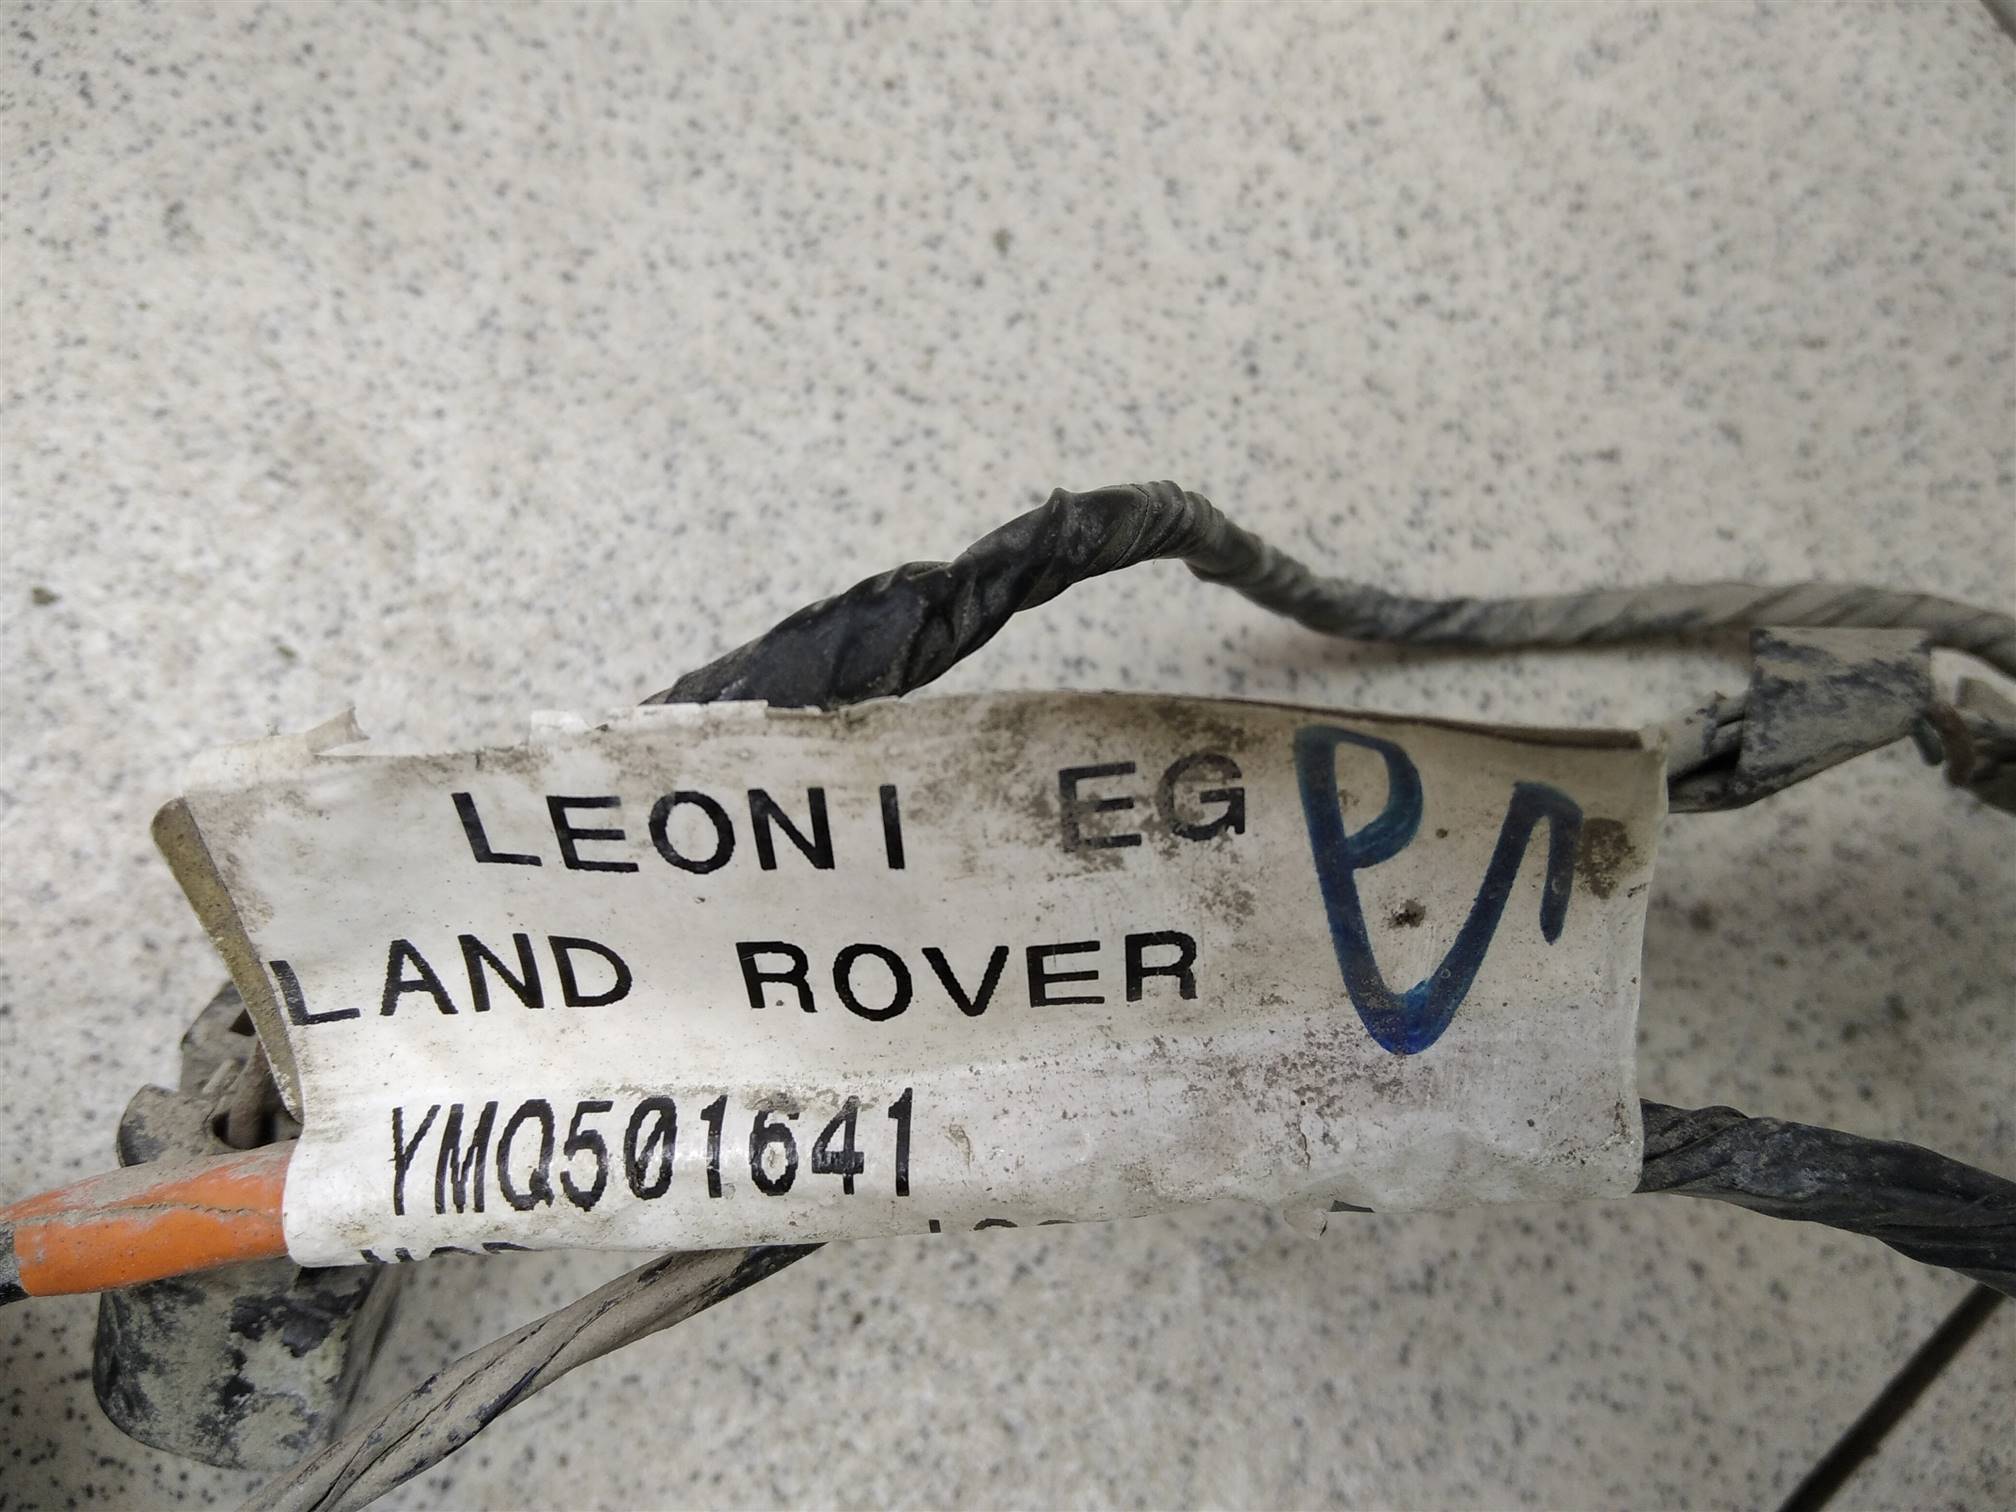 LEONI EG
LAND ROVER
YMQ501641